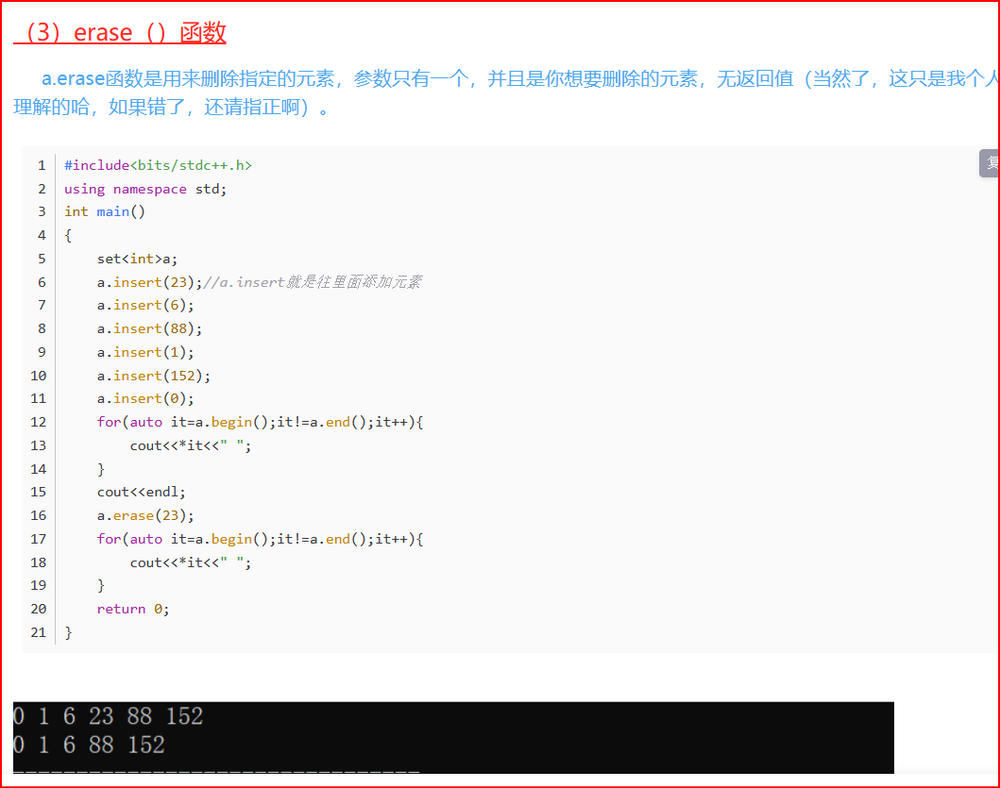 （3）erase（）函数
a.erase函数是用来删除指定的元素，参数只有一个，并且是你想要删除的元素，无返回值（当然了，这只是我个人
理解的哈，如果错了，还请指正啊）。
复
1 #include<bits/stdc++.h>
2 using namespace std;
3 int main()
4 {
5     set<int>a;
6     a.insert(23);//a.insert就是往里面添加元素
7     a.insert(6);
8     a.insert(88);
9     a.insert(1);
10     a.insert(152);
11     a.insert(0);
12     for(auto it=a.begin();it!=a.end();it++){
13         cout<<*it<<" ";
14     }
15     cout<<endl;
16     a.erase(23);
17     for(auto it=a.begin();it!=a.end();it++){
18         cout<<*it<<" ";
19     }
20     return 0;
21 }
0 1 6 23 88 152
0 1 6 88 152